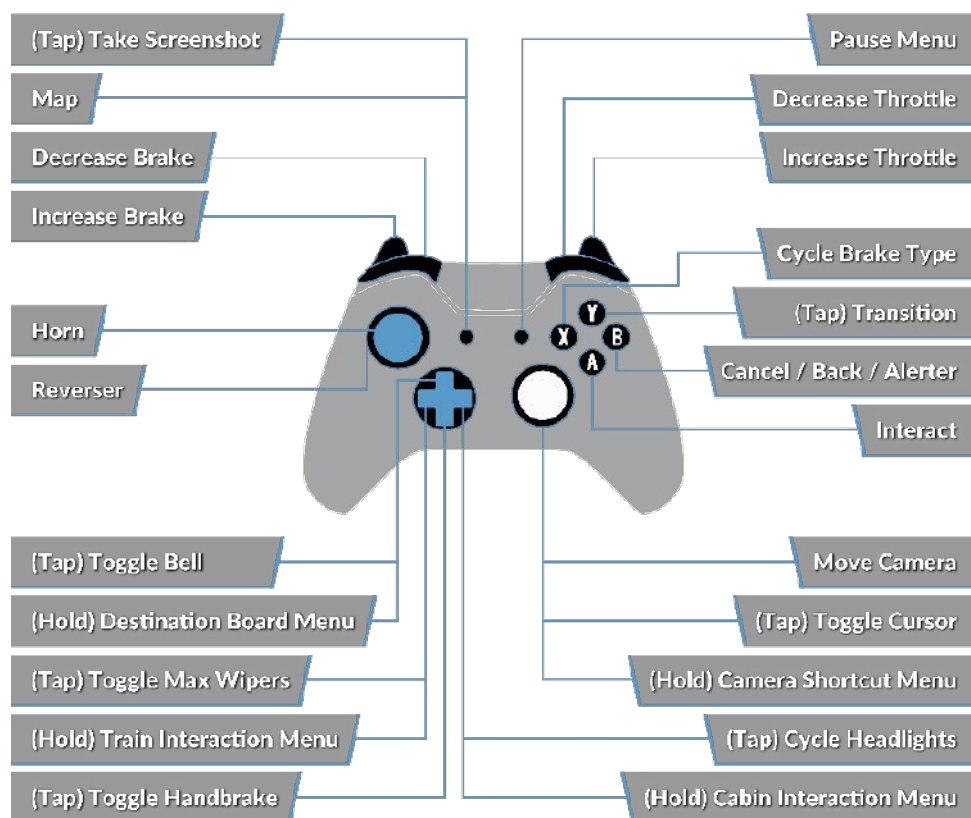 (Tap) Take Screenshot
Map
Decrease Brake
Increase Brake
Horn
Reverser
(Tap) Toggle Bell
(Hold) Destination Board Menu
(Tap) Toggle Max Wipers
(Hold) Train Interaction Menu
(Tap) Toggle Handbrake
Y
X
B
A
Pause Menu
Decrease Throttle
Increase Throttle
Cycle Brake Type
(Tap) Transition
Cancel / Back / Alerter
Interact
Move Camera
(Tap) Toggle Cursor
(Hold) Camera Shortcut Menu
(Tap) Cycle Headlights
(Hold) Cabin Interaction Menu